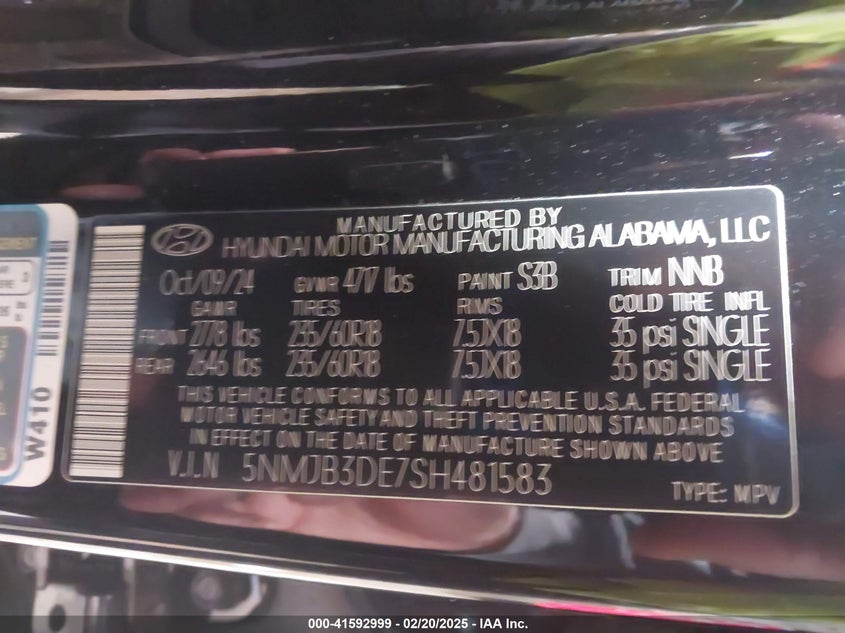 MANUFACTURED BY
HYUNDAI MOTOR MANUFACTURING ALABAMA, LLC
Oct/09/24 GVWR 4717 lbs PAINT S3B TRIM NNB
GAWR TIRES RIMS COLD TIRE INFL
FRONT 2778 lbs 235/60R18 7.5JX18 35 psi SINGLE
REAR 2646 lbs 235/60R18 7.5JX18 35 psi SINGLE
THIS VEHICLE CONFORMS TO ALL APPLICABLE U.S.A. FEDERAL
MOTOR VEHICLE SAFETY AND THEFT PREVENTION STANDARDS
IN EFFECT ON THE DATE OF MANUFACTURE SHOWN ABOVE
V.I.N 5NMJB3DE7SH481583
TYPE: MPV
W410
000-41592999 - 02/20/2025 - IAA Inc.